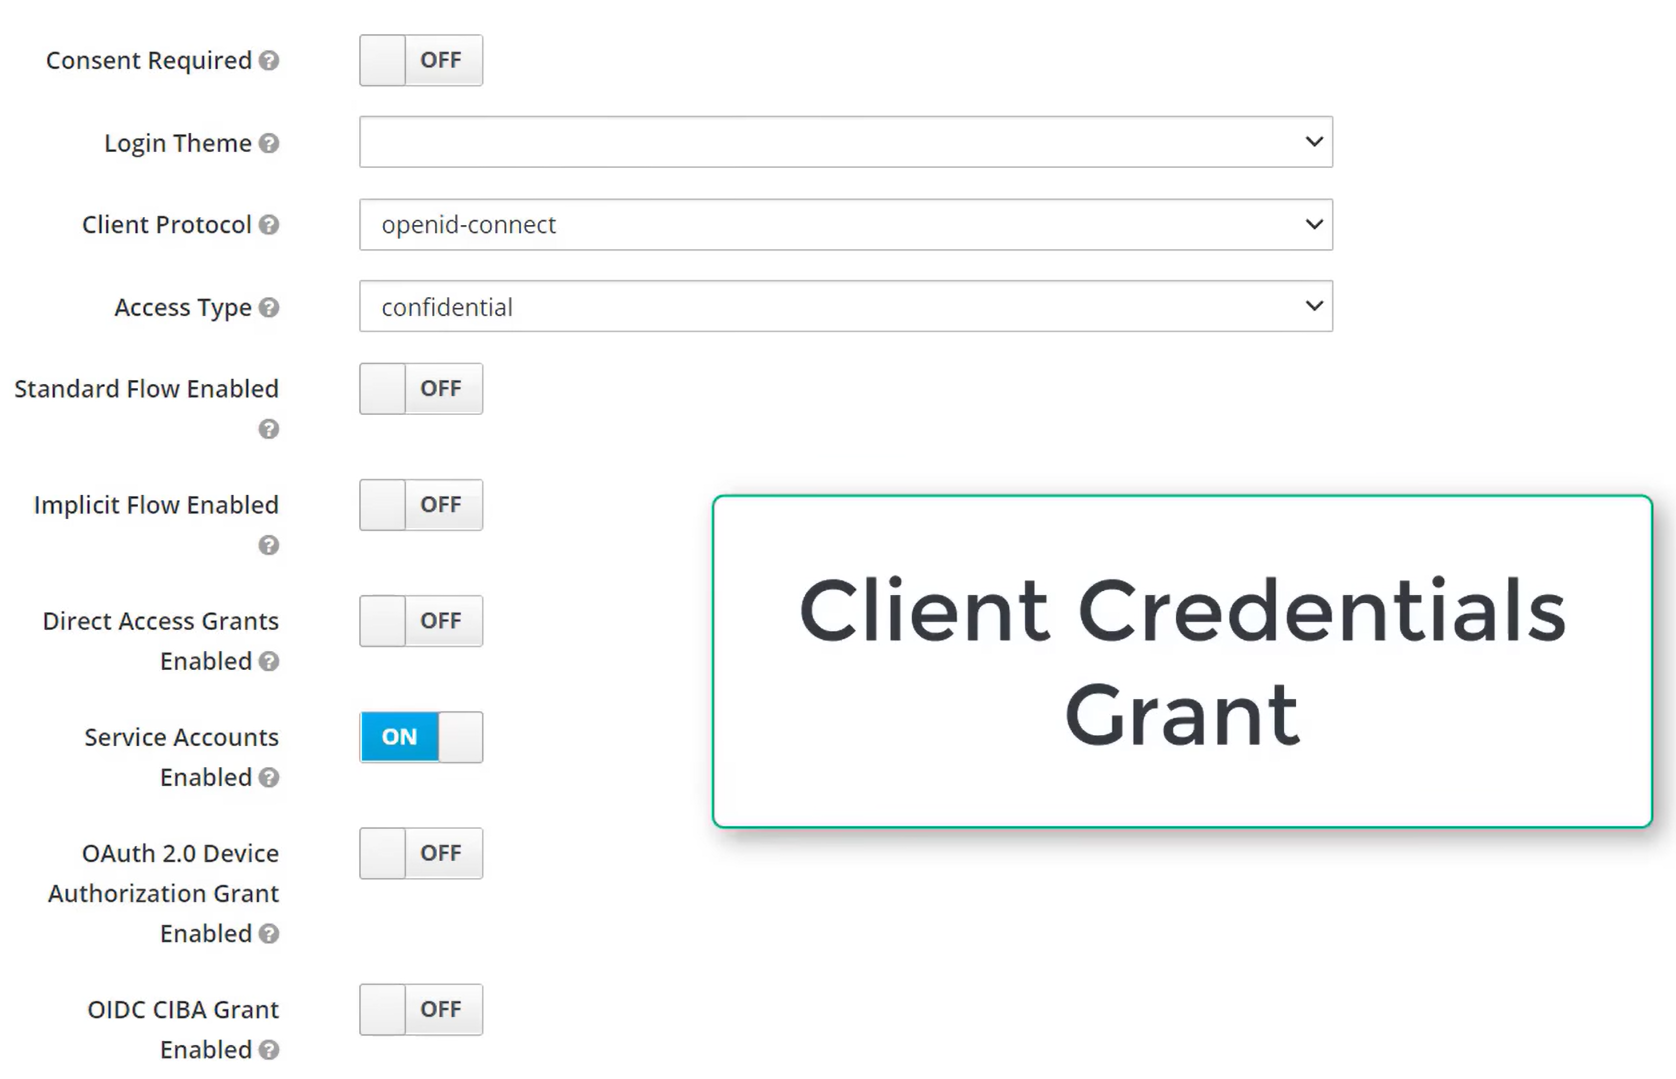 Consent Required
OFF
Login Theme
Client Protocol
openid-connect
Access Type
confidential
Standard Flow Enabled
OFF
Implicit Flow Enabled
OFF
Direct Access Grants
Enabled
OFF
Service Accounts
Enabled
ON
OAuth 2.0 Device
Authorization Grant
Enabled
OFF
OIDC CIBA Grant
Enabled
OFF
Client Credentials
Grant